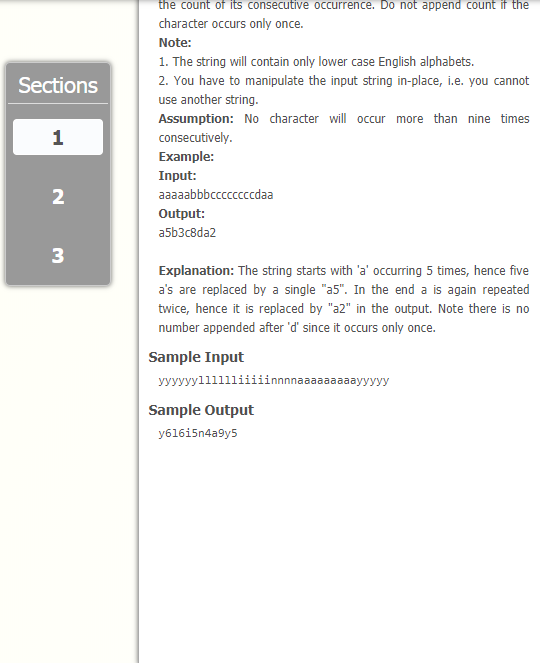 the count of its consecutive occurrence. Do not append count if the
character occurs only once.
Note:
1. The string will contain only lower case English alphabets.
2. You have to manipulate the input string in-place, i.e. you cannot
use another string.
Assumption: No character will occur more than nine times
consecutively.
Example:
Input:
aaaaabbbccccccccdaa
Output:
a5b3c8da2
Explanation: The string starts with 'a' occurring 5 times, hence five
a's are replaced by a single "a5". In the end a is again repeated
twice, hence it is replaced by "a2" in the output. Note there is no
number appended after 'd' since it occurs only once.
Sample Input
yyyyyylllllliiiiinnnnaaaaaaaaayyyyy
Sample Output
y6l6i5n4a9y5
Sections
1
2
3